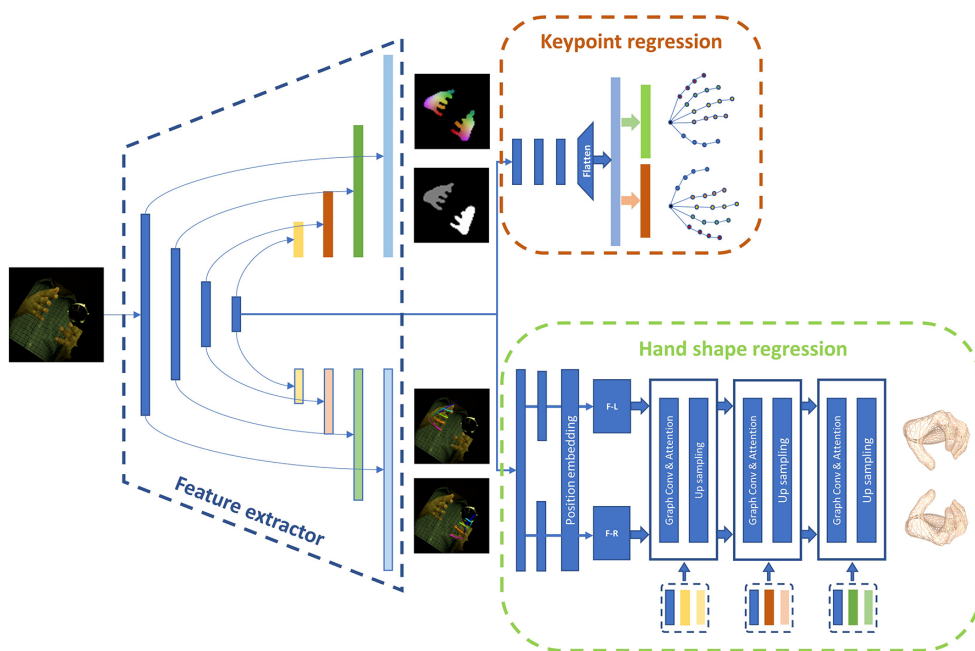 Keypoint regression
Flatten
Feature extractor
Hand shape regression
Position embedding
F-L
F-R
Graph Conv & Attention
Up sampling
Graph Conv & Attention
Up sampling
Graph Conv & Attention
Up sampling